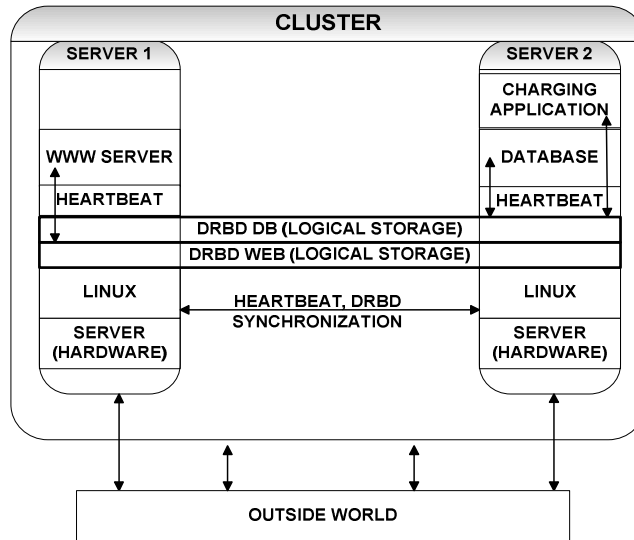 CLUSTER
SERVER 1
SERVER 2
CHARGING
APPLICATION
WWW SERVER
DATABASE
HEARTBEAT
HEARTBEAT
DRBD DB (LOGICAL STORAGE)
DRBD WEB (LOGICAL STORAGE)
LINUX
HEARTBEAT, DRBD
SYNCHRONIZATION
LINUX
SERVER
(HARDWARE)
SERVER
(HARDWARE)
OUTSIDE WORLD